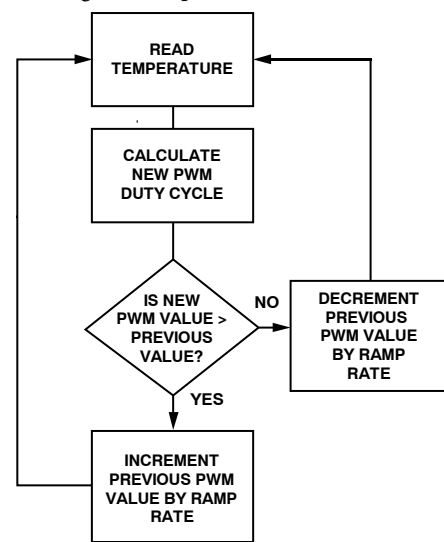 READ
TEMPERATURE
CALCULATE
NEW PWM
DUTY CYCLE
IS NEW
PWM VALUE >
PREVIOUS
VALUE?
NO
DECREMENT
PREVIOUS
PWM VALUE
BY RAMP
RATE
YES
INCREMENT
PREVIOUS PWM
VALUE BY RAMP
RATE